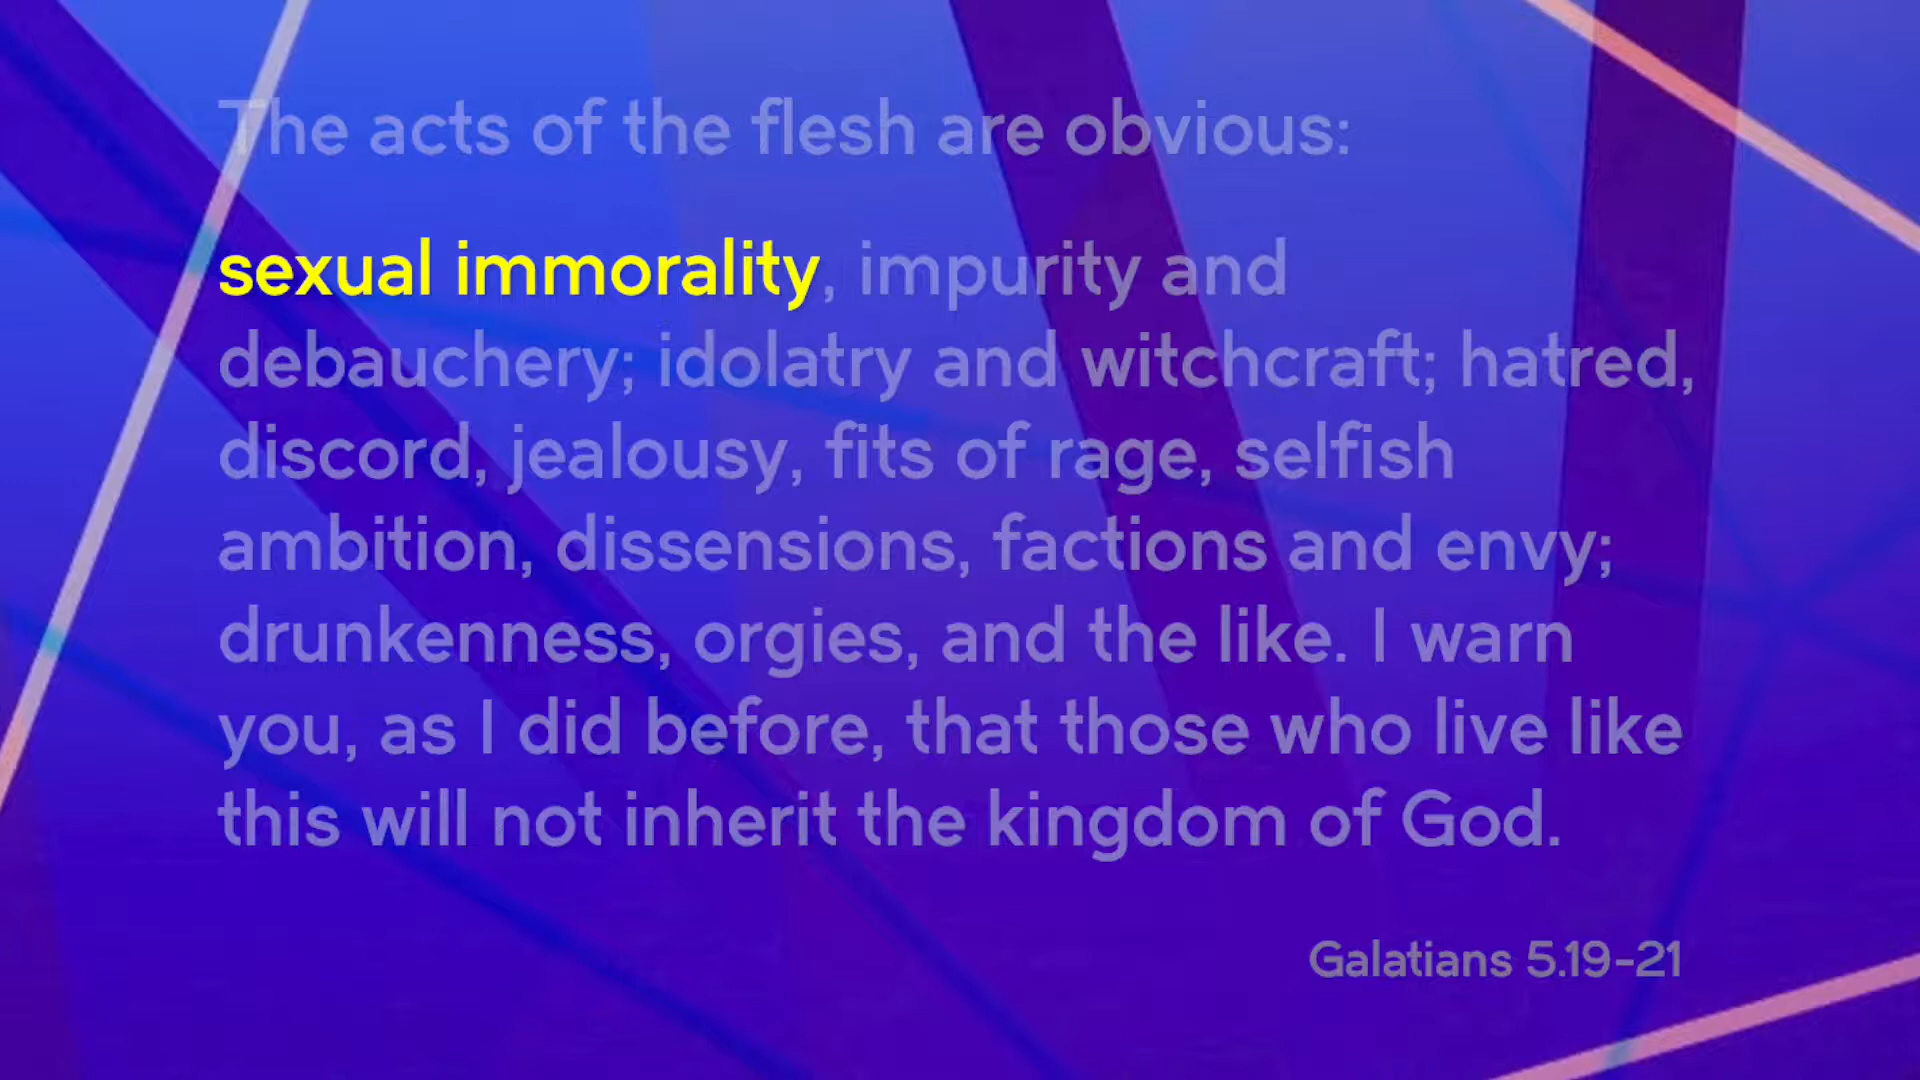 The acts of the flesh are obvious:
sexual immorality, impurity and
debauchery; idolatry and witchcraft; hatred,
discord, jealousy, fits of rage, selfish
ambition, dissensions, factions and envy;
drunkenness, orgies, and the like. I warn
you, as I did before, that those who live like
this will not inherit the kingdom of God.
Galatians 5.19-21